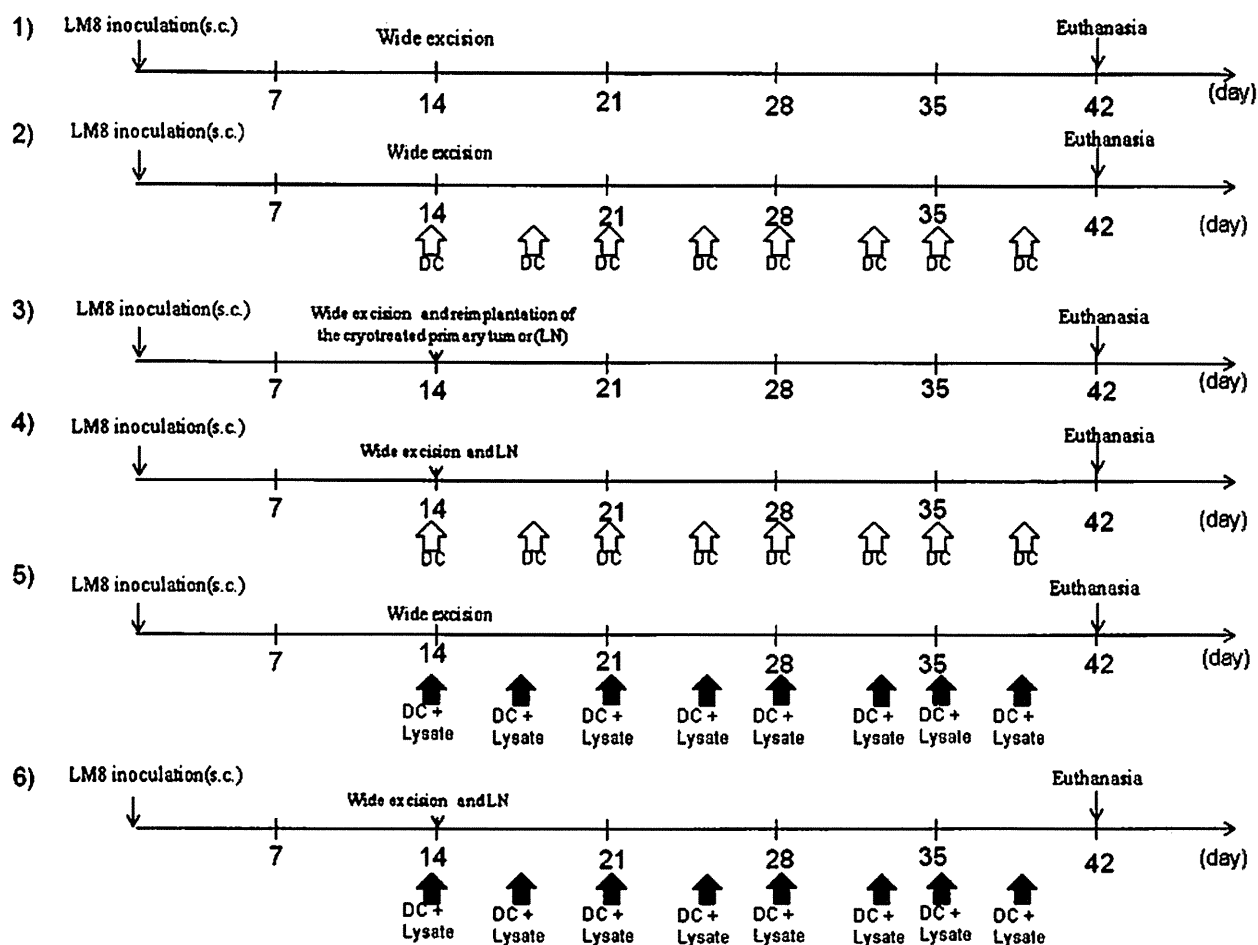 1) LM8 inoculation(s.c.) Wide excision Euthanasia
7 14 21 28 35 42 (day)
2) LM8 inoculation(s.c.) Wide excision Euthanasia
7 14 21 28 35 42 (day)
DC DC DC DC DC DC DC DC
3) LM8 inoculation(s.c.) Wide excision and reimplantation of Euthanasia
the cryotreated primary tumor (LN)
7 14 21 28 35 42 (day)
4) LM8 inoculation(s.c.) Wide excision and LN Euthanasia
7 14 21 28 35 42 (day)
DC DC DC DC DC DC DC DC
5) LM8 inoculation(s.c.) Wide excision Euthanasia
7 14 21 28 35 42 (day)
DC + DC + DC + DC + DC + DC + DC + DC +
Lysate Lysate Lysate Lysate Lysate Lysate Lysate Lysate
6) LM8 inoculation(s.c.) Wide excision and LN Euthanasia
7 14 21 28 35 42 (day)
DC + DC + DC + DC + DC + DC + DC + DC +
Lysate Lysate Lysate Lysate Lysate Lysate Lysate Lysate